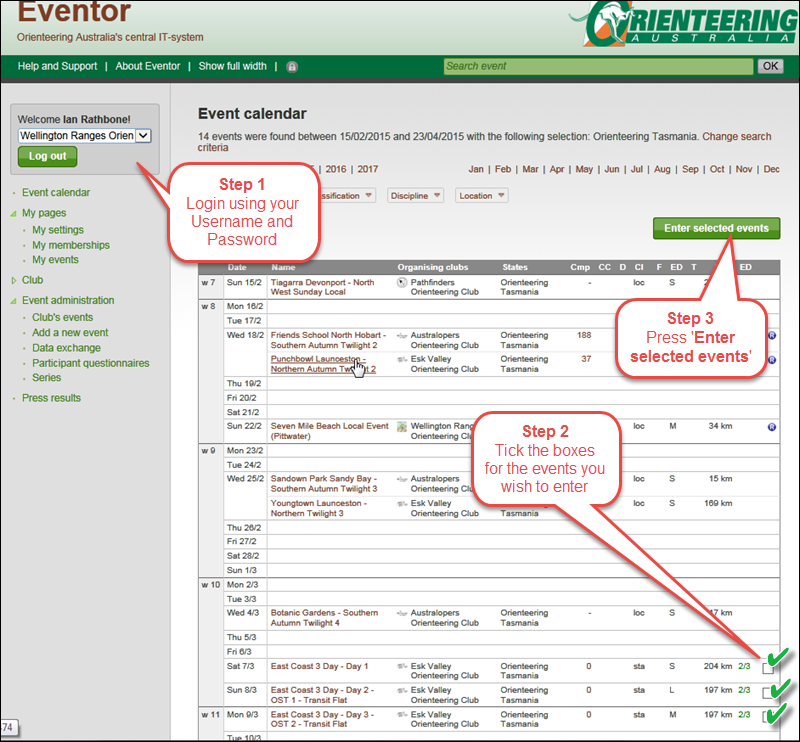 Eventor
Orienteering Australia's central IT-system
ORIENTEERING
AUSTRALIA
Help and Support | About Eventor | Show full width |
Search event
OK
Welcome Ian Rathbone!
Wellington Ranges Orien
Log out
Event calendar
My pages
My settings
My memberships
My events
Club
Event administration
Club's events
Add a new event
Data exchange
Participant questionnaires
Series
Press results
Event calendar
14 events were found between 15/02/2015 and 23/04/2015 with the following selection: Orienteering Tasmania. Change search
criteria
| 2016 | 2017
Jan | Feb | Mar | Apr | May | Jun | Jul | Aug | Sep | Oct | Nov | Dec
Discipline
Location
Enter selected events
Step 1
Login using your
Username and
Password
Step 3
Press 'Enter
selected events'
Step 2
Tick the boxes
for the events you
wish to enter
Date Name Organising clubs States Cmp CC D Cl F ED M T ED
w 7 Sun 15/2 Tiagarra Devonport - North Pathfinders Orienteering - loc S
West Sunday Local Orienteering Club Tasmania
w 8 Mon 16/2
Tue 17/2
Wed 18/2 Friends School North Hobart - Australopers Orienteering 188 R
Southern Autumn Twilight 2 Orienteering Club Tasmania
Punchbowl Launceston - Esk Valley Orienteering 37 R
Northern Autumn Twilight 2 Orienteering Club Tasmania
Thu 19/2
Fri 20/2
Sat 21/2
Sun 22/2 Seven Mile Beach Local Event Wellington Rang loc M 34 km R
(Pittwater) Orienteering Club
w 9 Mon 23/2
Tue 24/2
Wed 25/2 Sandown Park Sandy Bay - Australopers loc S 15 km
Southern Autumn Twilight 3 Orienteering Club
Youngtown Launceston - Esk Valley Orienteering loc S 169 km
Northern Twilight 3 Orienteering Club Tasmania
Thu 26/2
Fri 27/2
Sat 28/2
Sun 1/3
w 10 Mon 2/3
Tue 3/3
Wed 4/3 Botanic Gardens - Southern Australopers Orienteering - loc S 17 km
Autumn Twilight 4 Orienteering Club Tasmania
Thu 5/3
Fri 6/3
Sat 7/3 East Coast 3 Day - Day 1 Esk Valley Orienteering 0 sta S 204 km 2/3
Orienteering Club Tasmania
Sun 8/3 East Coast 3 Day - Day 2 - Esk Valley Orienteering 0 sta L 197 km 2/3
OST 1 - Transit Flat Orienteering Club Tasmania
w 11 Mon 9/3 East Coast 3 Day - Day 3 - Esk Valley Orienteering 0 sta M 197 km 2/3
OST 2 - Transit Flat Orienteering Club Tasmania
Tue 10/3
74